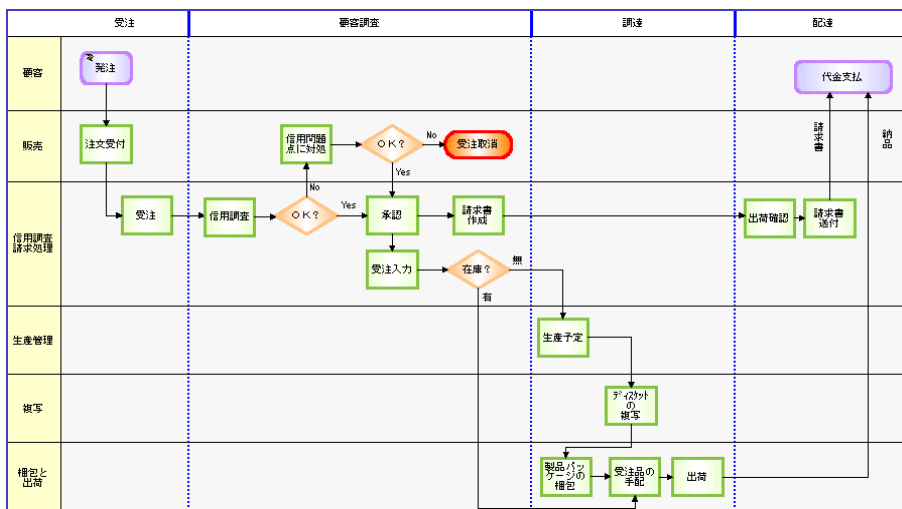 受注
顧客調査
調達
配達
顧客
発注
代金支払
販売
注文受付
信用問題
点に対処
OK?
No
受注取消
Yes
請求書
納品
信用調査
請求処理
受注
信用調査
No
OK?
Yes
承認
請求書
作成
出荷確認
請求書
送付
受注入力
在庫?
無
有
生産管理
生産予定
複写
ディスケット
の
複写
梱包と
出荷
製品パッ
ケージの
梱包
受注品の
手配
出荷